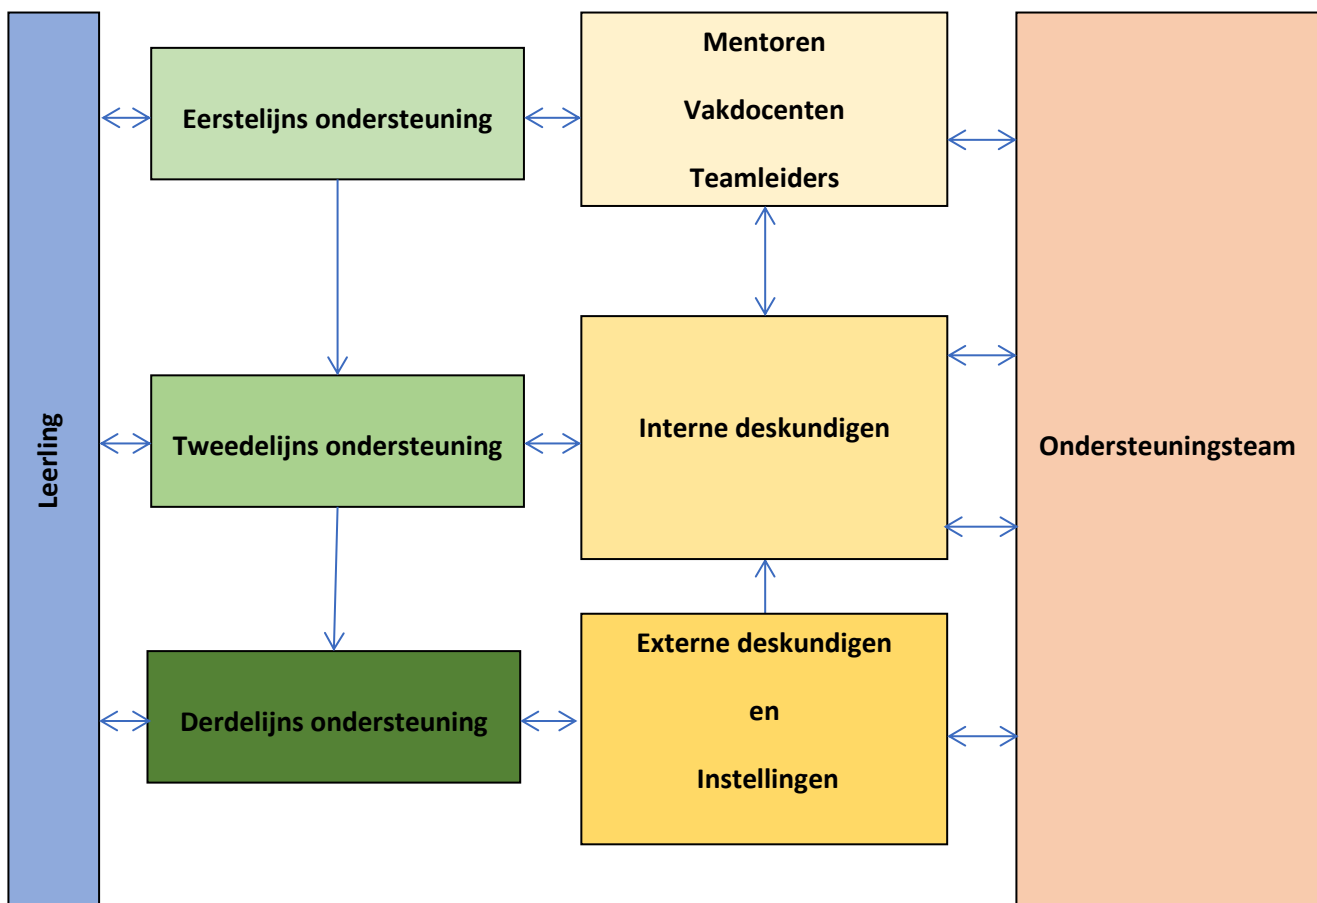 Leerling
Eerstelijns ondersteuning
Mentoren
Vakdocenten
Teamleiders
Tweedelijns ondersteuning
Interne deskundigen
Ondersteuningsteam
Derdelijns ondersteuning
Externe deskundigen
en
Instellingen